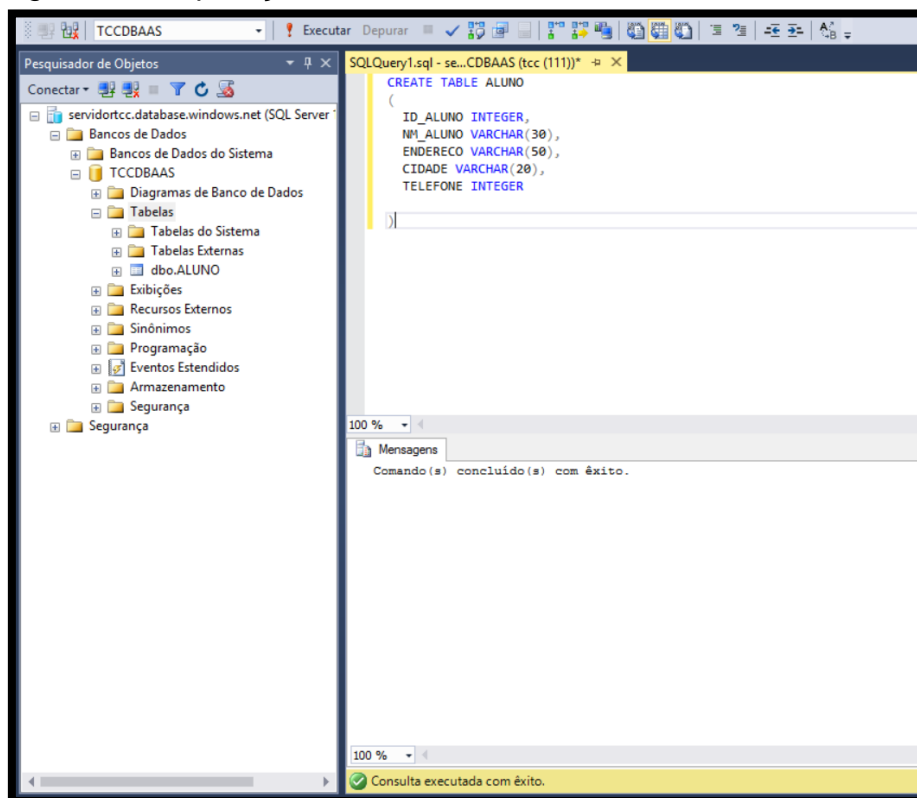 TCCDBAAS
Executar Depurar
Pesquisador de Objetos
Conectar
servidortcc.database.windows.net (SQL Server
Bancos de Dados
Bancos de Dados do Sistema
TCCDBAAS
Diagramas de Banco de Dados
Tabelas
Tabelas do Sistema
Tabelas Externas
dbo.ALUNO
Exibições
Recursos Externos
Sinônimos
Programação
Eventos Estendidos
Armazenamento
Segurança
Segurança
SQLQuery1.sql - se...CDBAAS (tcc (111))*
CREATE TABLE ALUNO
(
ID_ALUNO INTEGER,
NM_ALUNO VARCHAR(30),
ENDERECO VARCHAR(50),
CIDADE VARCHAR(20),
TELEFONE INTEGER
)
100 %
Mensagens
Comando(s) concluído(s) com êxito.
100 %
Consulta executada com êxito.